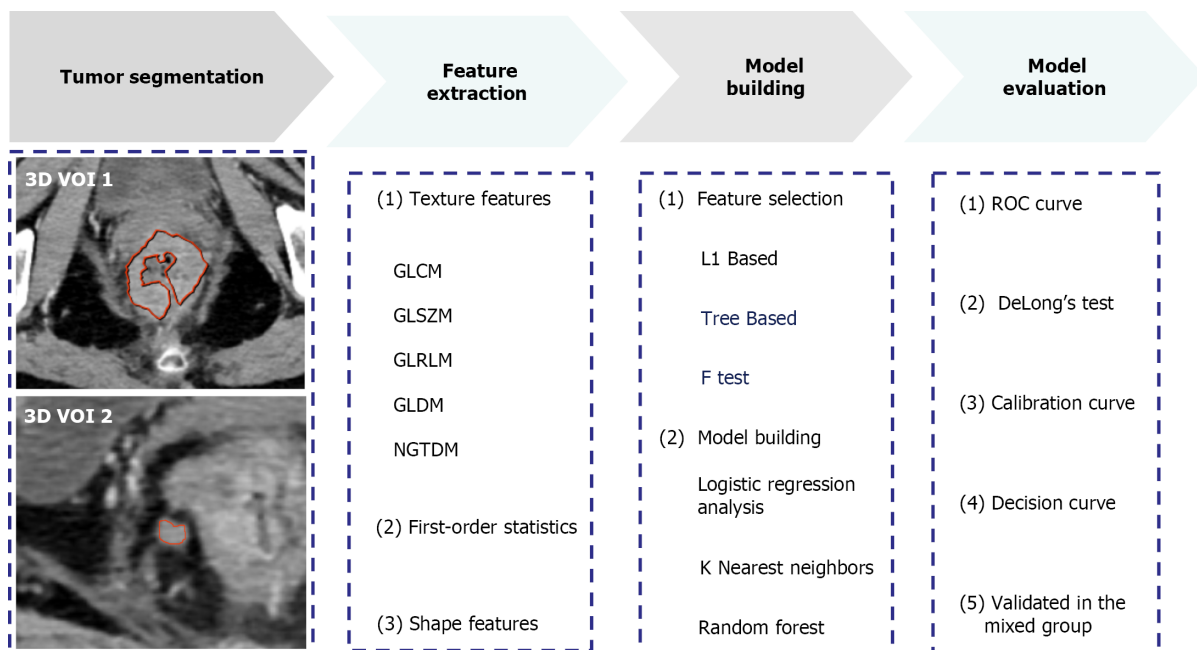 Tumor segmentation
Feature
extraction
Model
building
Model
evaluation
3D VOI 1
3D VOI 2
(1) Texture features
GLCM
GLSZM
GLRLM
GLDM
NGTDM
(2) First-order statistics
(3) Shape features
(1) Feature selection
L1 Based
Tree Based
F test
(2) Model building
Logistic regression
analysis
K Nearest neighbors
Random forest
(1) ROC curve
(2) DeLong’s test
(3) Calibration curve
(4) Decision curve
(5) Validated in the
mixed group